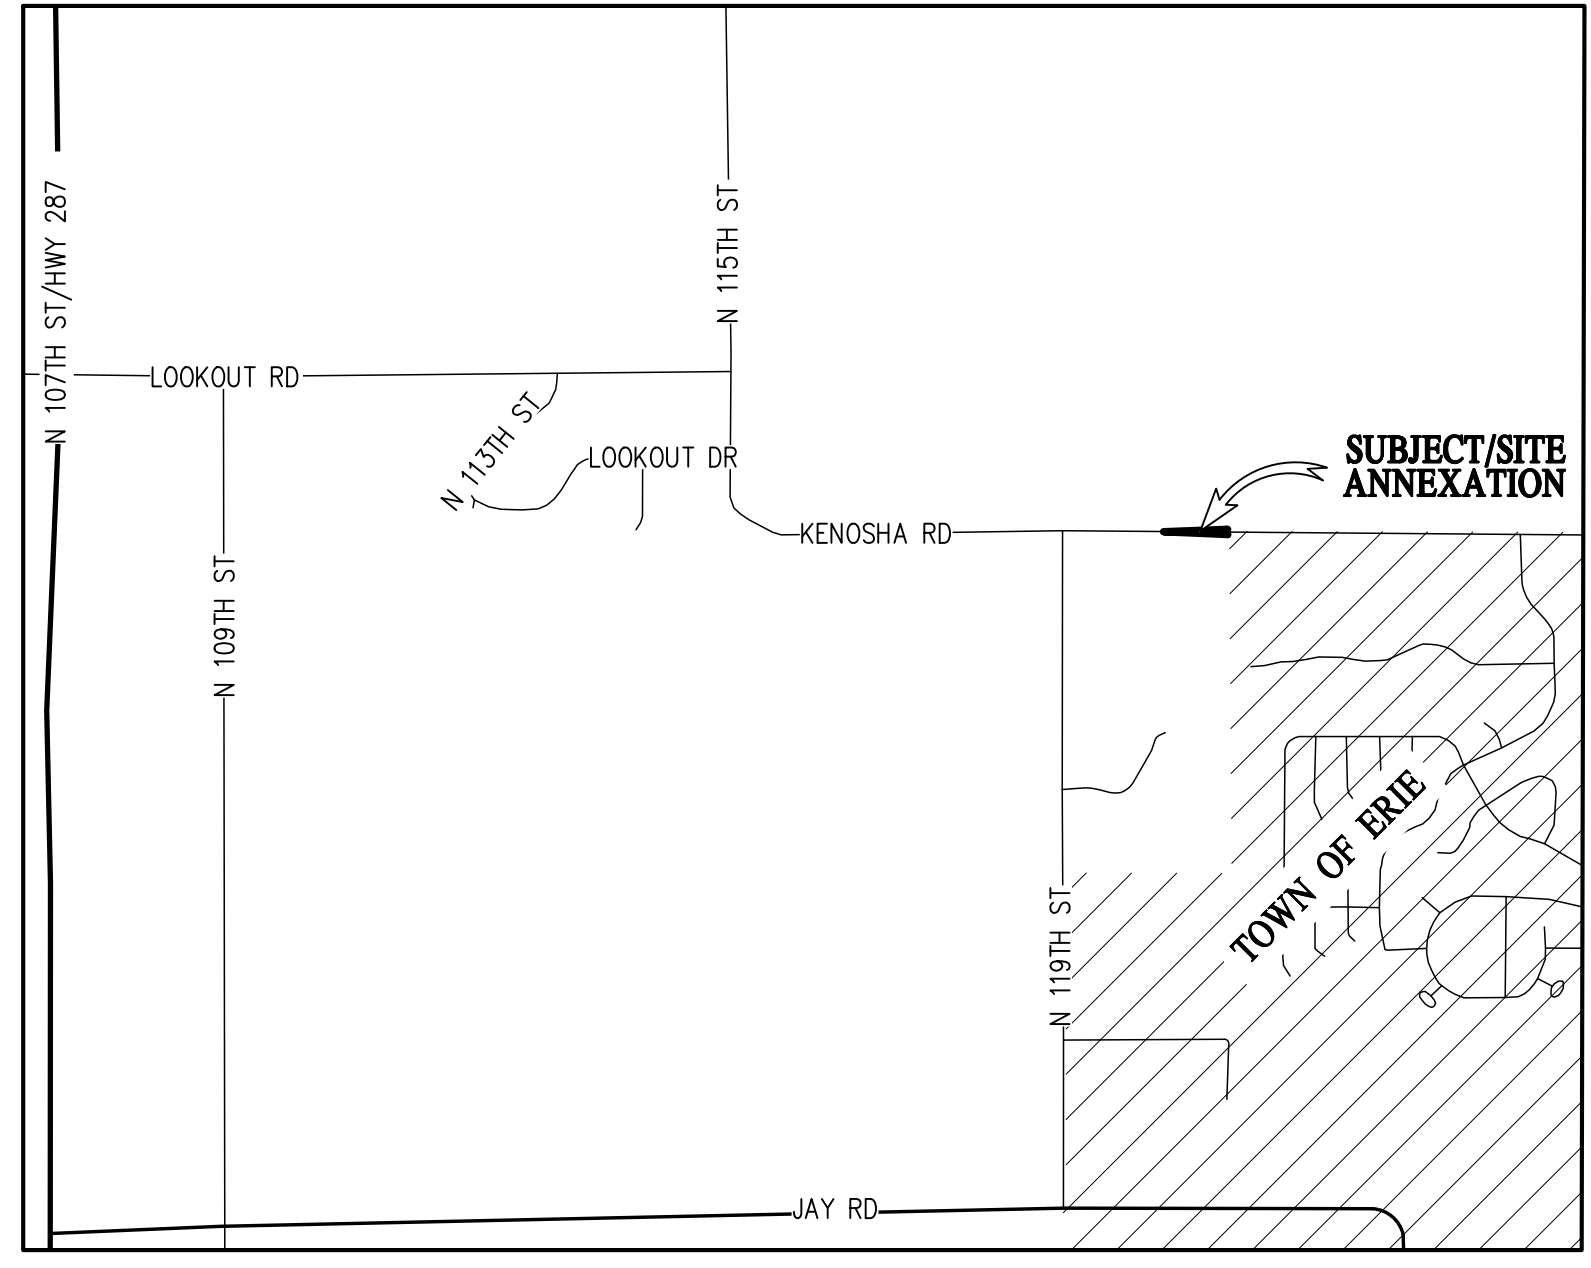 N 107TH ST/HWY 287
N 115TH ST
LOOKOUT RD
N 113TH ST
LOOKOUT DR
SUBJECT/SITE
ANNEXATION
KENOSHA RD
N 109TH ST
TOWN OF ERIE
N 119TH ST
JAY RD